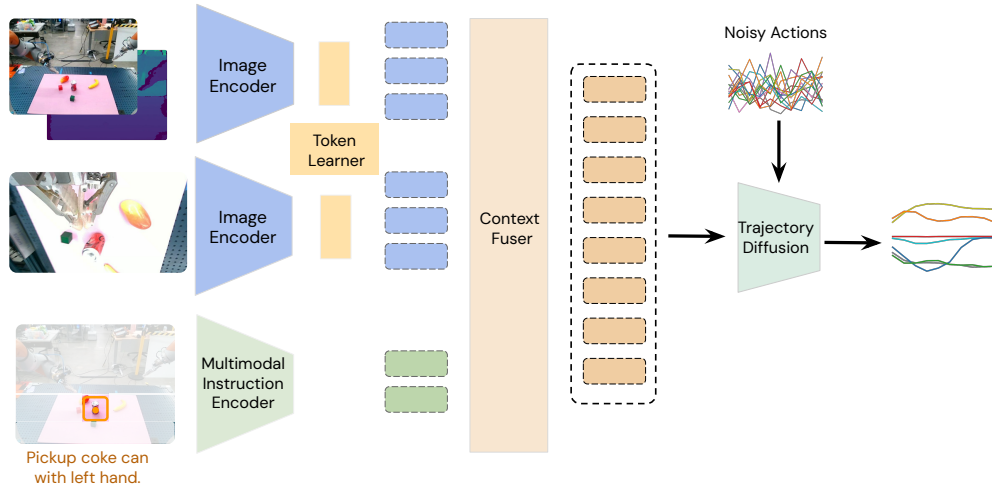 Image
Encoder
Token
Learner
Image
Encoder
Multimodal
Instruction
Encoder
Pickup coke can
with left hand.
Context
Fuser
Noisy Actions
Trajectory
Diffusion